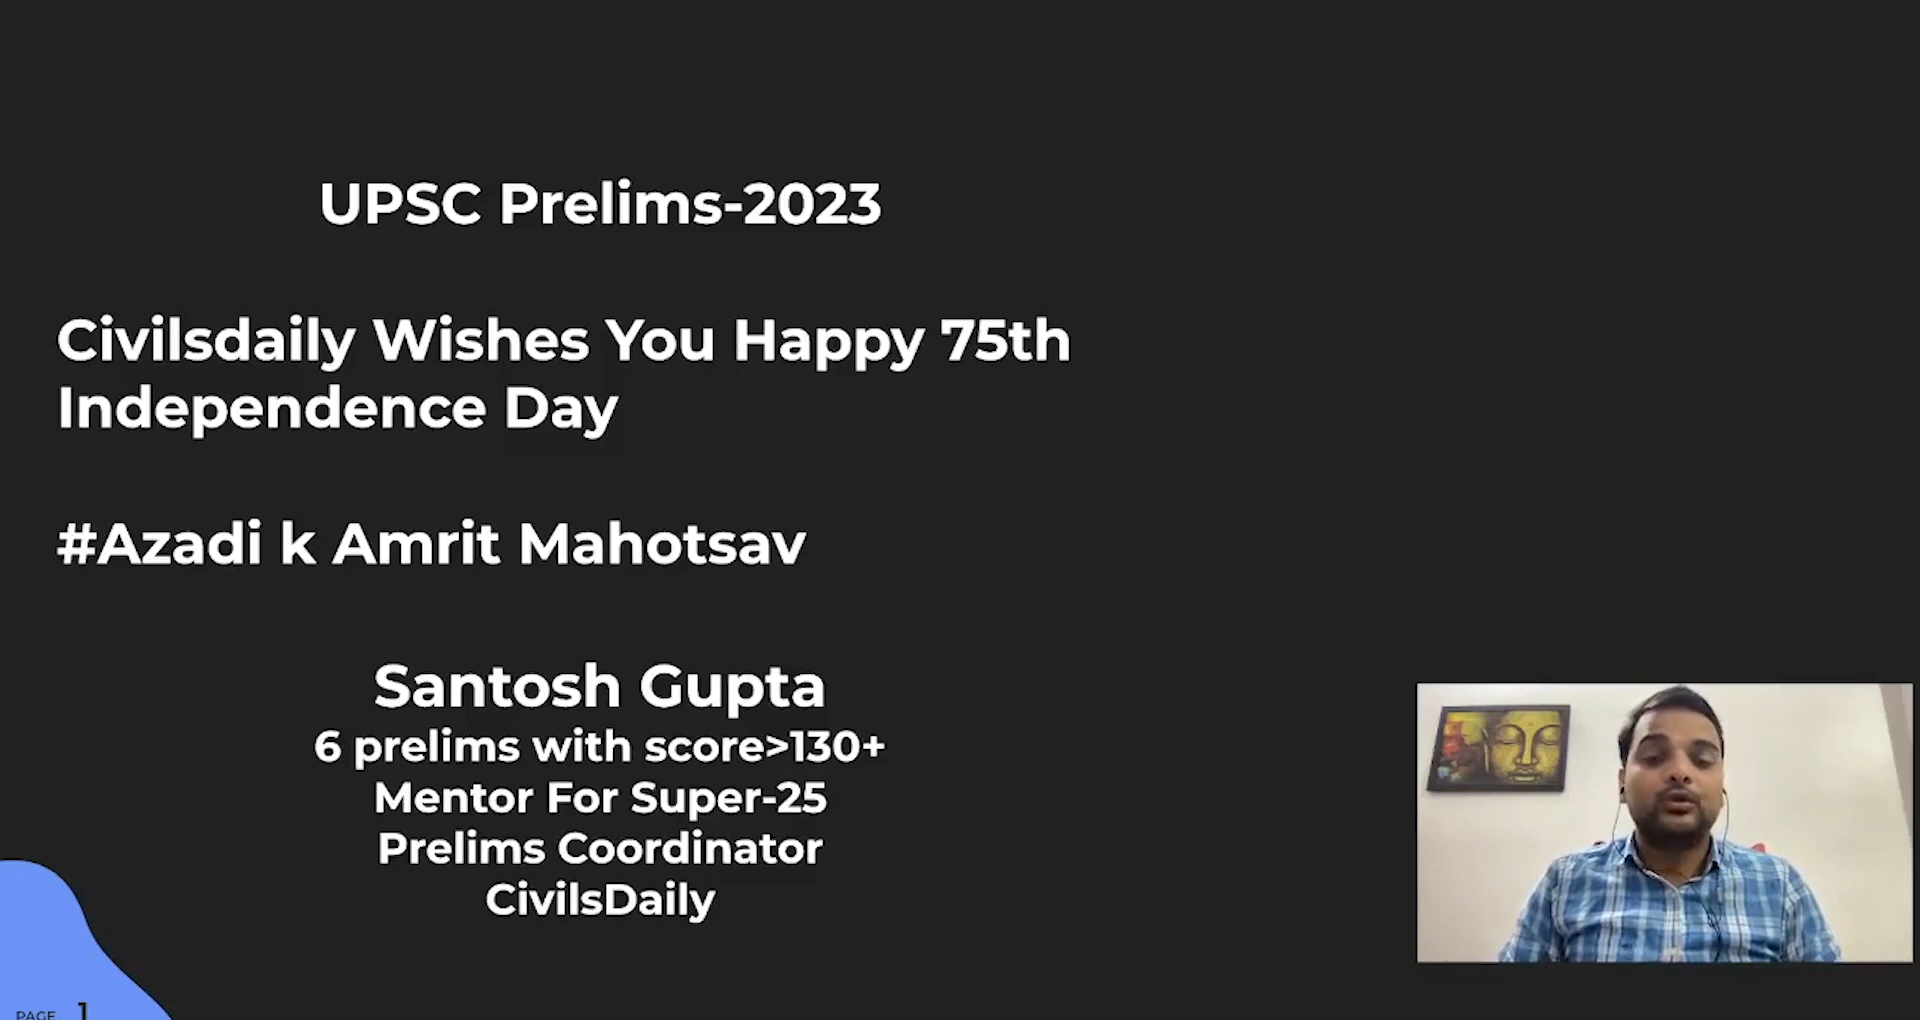 UPSC Prelims-2023
Civilsdaily Wishes You Happy 75th
Independence Day
#Azadi k Amrit Mahotsav
Santosh Gupta
6 prelims with score>130+
Mentor For Super-25
Prelims Coordinator
CivilsDaily
PAGE 1